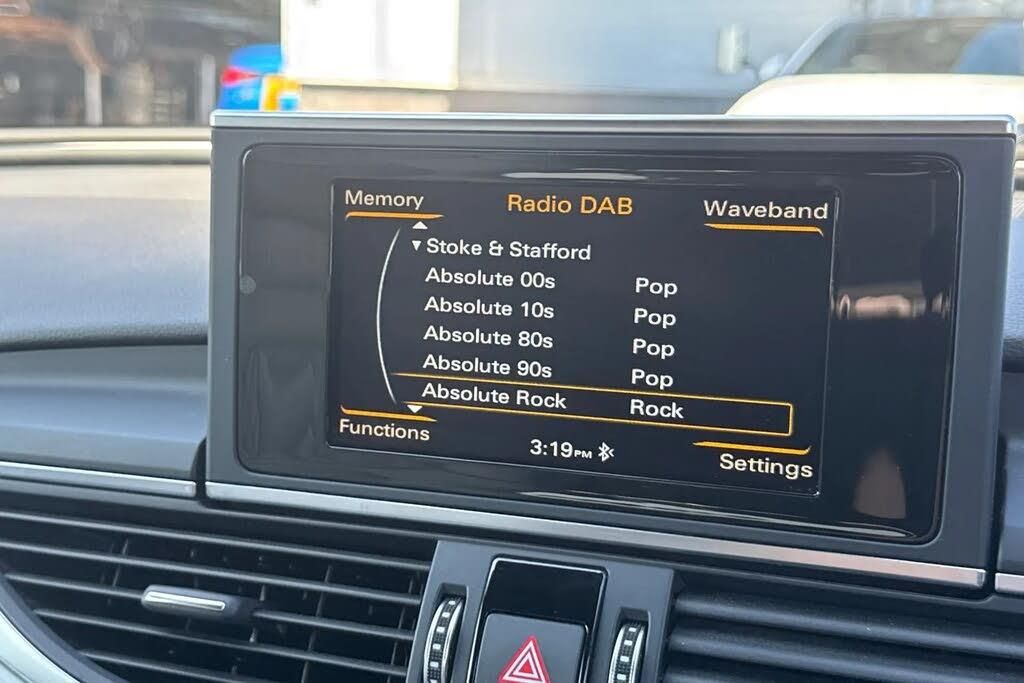 Memory Radio DAB Waveband
Stoke & Stafford
Absolute 00s Pop
Absolute 10s Pop
Absolute 80s Pop
Absolute 90s Pop
Absolute Rock Rock
Functions 3:19PM Settings